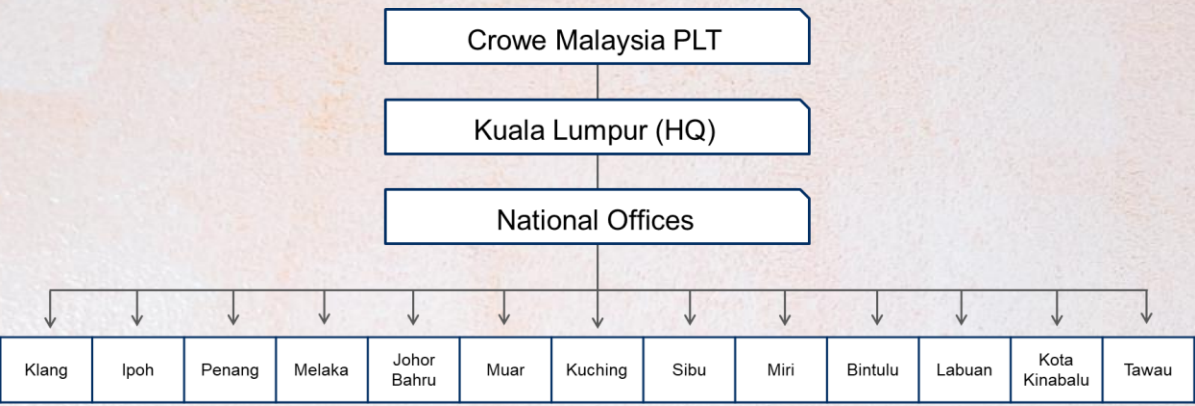 Crowe Malaysia PLT
Kuala Lumpur (HQ)
National Offices
Klang
Ipoh
Penang
Melaka
Johor
Bahru
Muar
Kuching
Sibu
Miri
Bintulu
Labuan
Kota
Kinabalu
Tawau